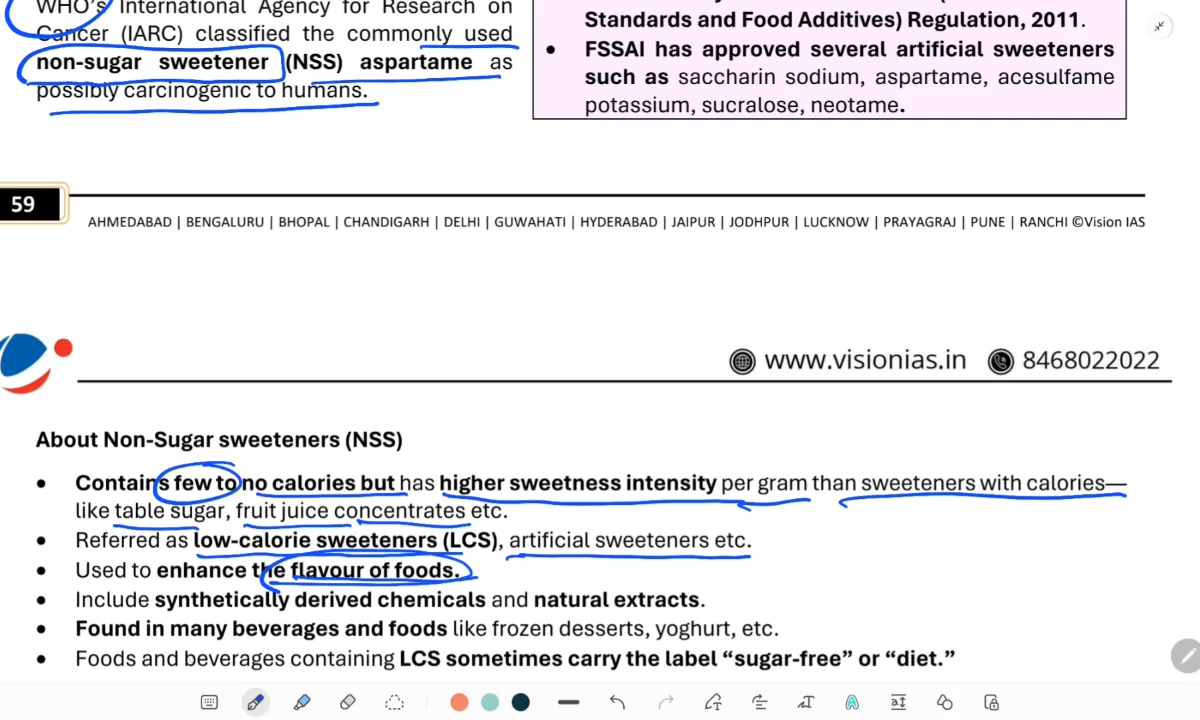 WHO's International Agency for Research on
Cancer (IARC) classified the commonly used
non-sugar sweetener (NSS) aspartame as
possibly carcinogenic to humans.
Standards and Food Additives) Regulation, 2011.
• FSSAI has approved several artificial sweeteners
such as saccharin sodium, aspartame, acesulfame
potassium, sucralose, neotame.
59
AHMEDABAD | BENGALURU | BHOPAL | CHANDIGARH | DELHI | GUWAHATI | HYDERABAD | JAIPUR | JODHPUR | LUCKNOW | PRAYAGRAJ | PUNE | RANCHI ©Vision IAS
www.visionias.in 8468022022
About Non-Sugar sweeteners (NSS)
• Contains few to no calories but has higher sweetness intensity per gram than sweeteners with calories—
like table sugar, fruit juice concentrates etc.
• Referred as low-calorie sweeteners (LCS), artificial sweeteners etc.
• Used to enhance the flavour of foods.
• Include synthetically derived chemicals and natural extracts.
• Found in many beverages and foods like frozen desserts, yoghurt, etc.
• Foods and beverages containing LCS sometimes carry the label “sugar-free” or “diet.”